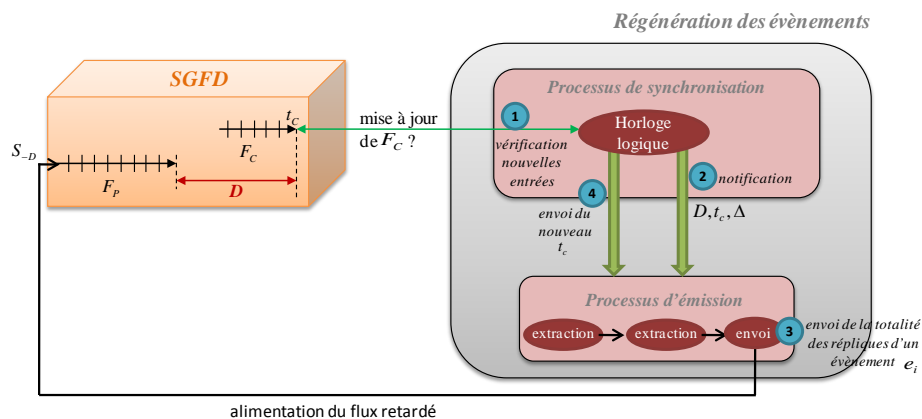 Régénération des évènements
SGFD
t_C
F_C
S_{-D}
F_P
D
mise à jour
de F_C ?
Processus de synchronisation
1
Horloge
logique
vérification
nouvelles
entrées
2
notification
D, t_c, Δ
4
envoi du
nouveau
t_c
Processus d'émission
extraction
extraction
envoi
3
envoi de la totalité
des répliques d'un
évènement e_i
alimentation du flux retardé